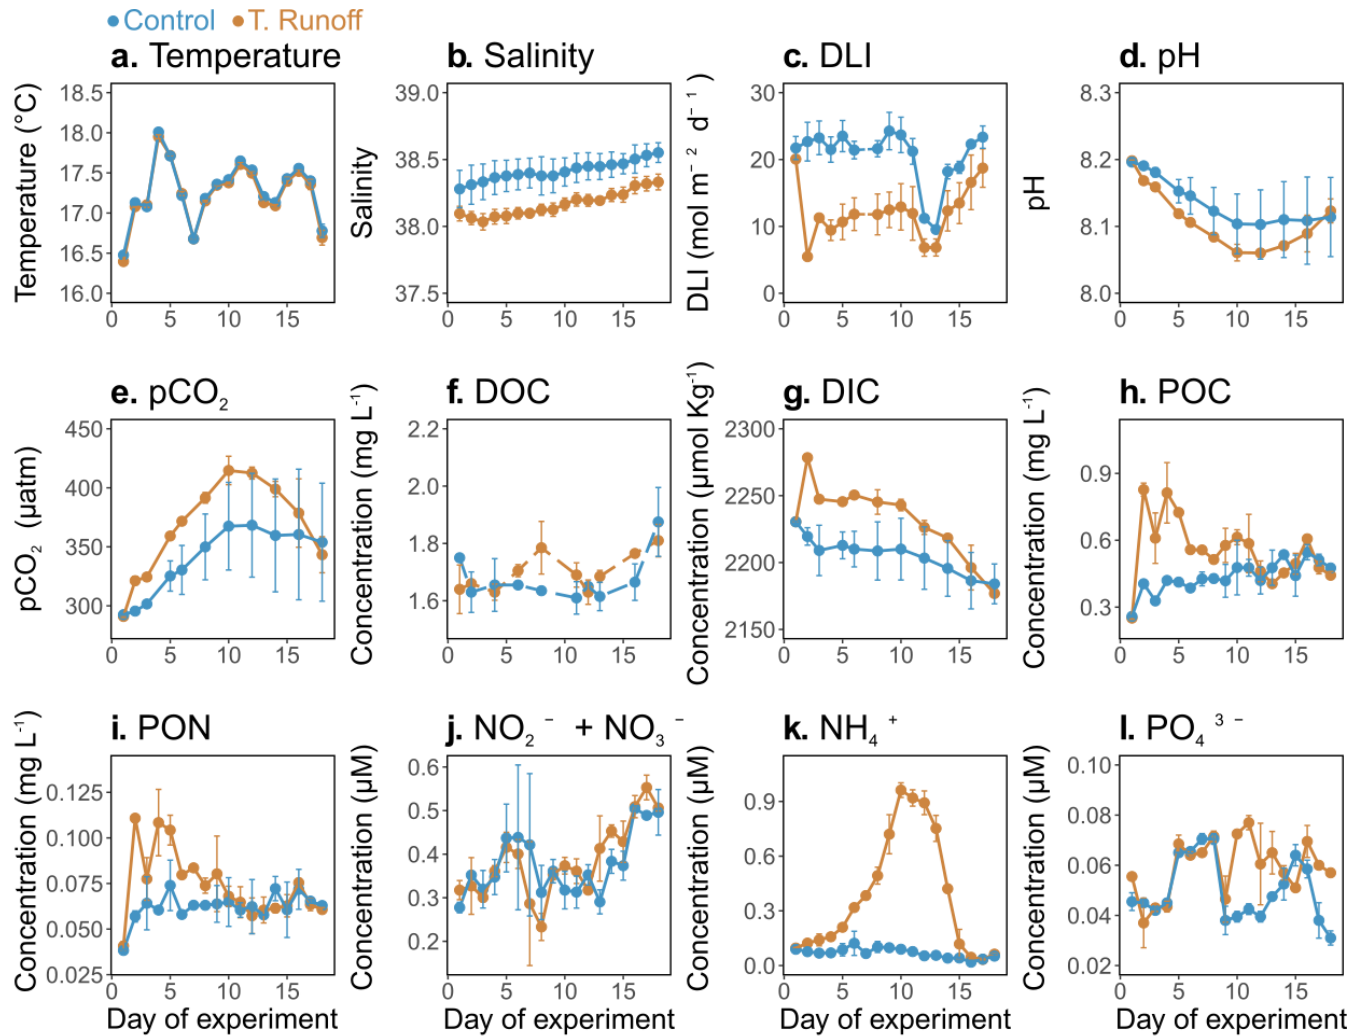 Control T. Runoff
a. Temperature
b. Salinity
c. DLI
d. pH
Temperature (°C)
18.5
18.0
17.5
17.0
16.5
16.0
0 5 10 15
Salinity
39.0
38.5
38.0
37.5
0 5 10 15
DLI (mol m⁻² d⁻¹)
30
20
10
0
0 5 10 15
pH
8.3
8.2
8.1
8.0
0 5 10 15
e. pCO₂
f. DOC
g. DIC
h. POC
pCO₂ (µatm)
450
400
350
300
0 5 10 15
Concentration (mg L⁻¹)
2.2
2.0
1.8
1.6
0 5 10 15
Concentration (µmol Kg⁻¹)
2300
2250
2200
2150
0 5 10 15
Concentration (mg L⁻¹)
0.9
0.6
0.3
0 5 10 15
i. PON
j. NO₂⁻ + NO₃⁻
k. NH₄⁺
l. PO₄³⁻
Concentration (mg L⁻¹)
0.125
0.100
0.075
0.050
0.025
0 5 10 15
Day of experiment
Concentration (µM)
0.6
0.5
0.4
0.3
0.2
0 5 10 15
Day of experiment
Concentration (µM)
0.9
0.6
0.3
0.0
0 5 10 15
Day of experiment
Concentration (µM)
0.10
0.08
0.06
0.04
0.02
0 5 10 15
Day of experiment